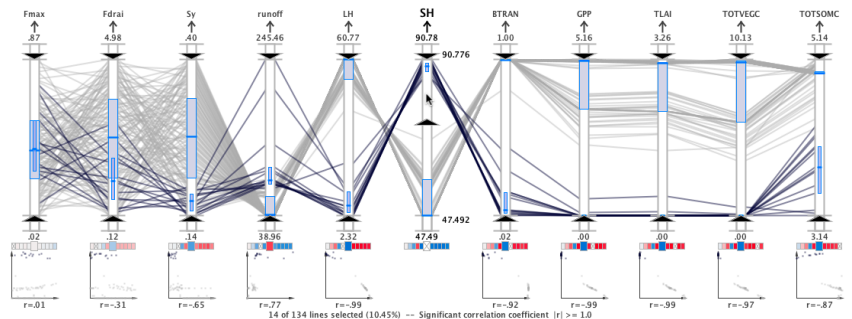 Fmax Fdrai Sy runoff LH SH BTRAN GPP TLAI TOTVEGC TOTSOMC
.87 4.98 .40 245.46 60.77 90.78 1.00 5.16 3.26 10.13 5.14
90.776
47.492
.02 .12 .14 38.96 2.32 47.49 .02 .00 .00 .00 3.14
r=.01 r=-.31 r=-.65 r=.77 r=-.99 r=-.92 r=-.99 r=-.99 r=-.97 r=-.87
14 of 134 lines selected (10.45%) -- Significant correlation coefficient |r| >= 1.0